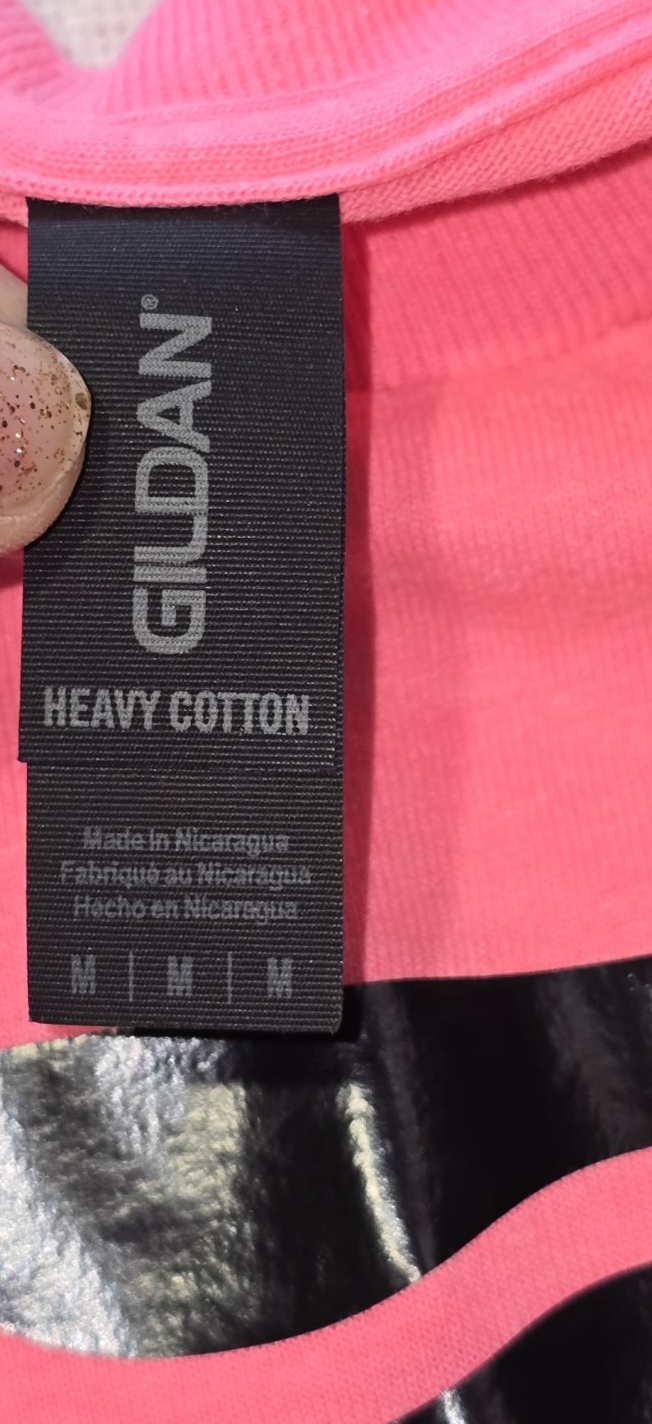 GILDAN®
HEAVY COTTON
Made in Nicaragua
Fabriqué au Nicaragua
Hecho en Nicaragua
M | M | M